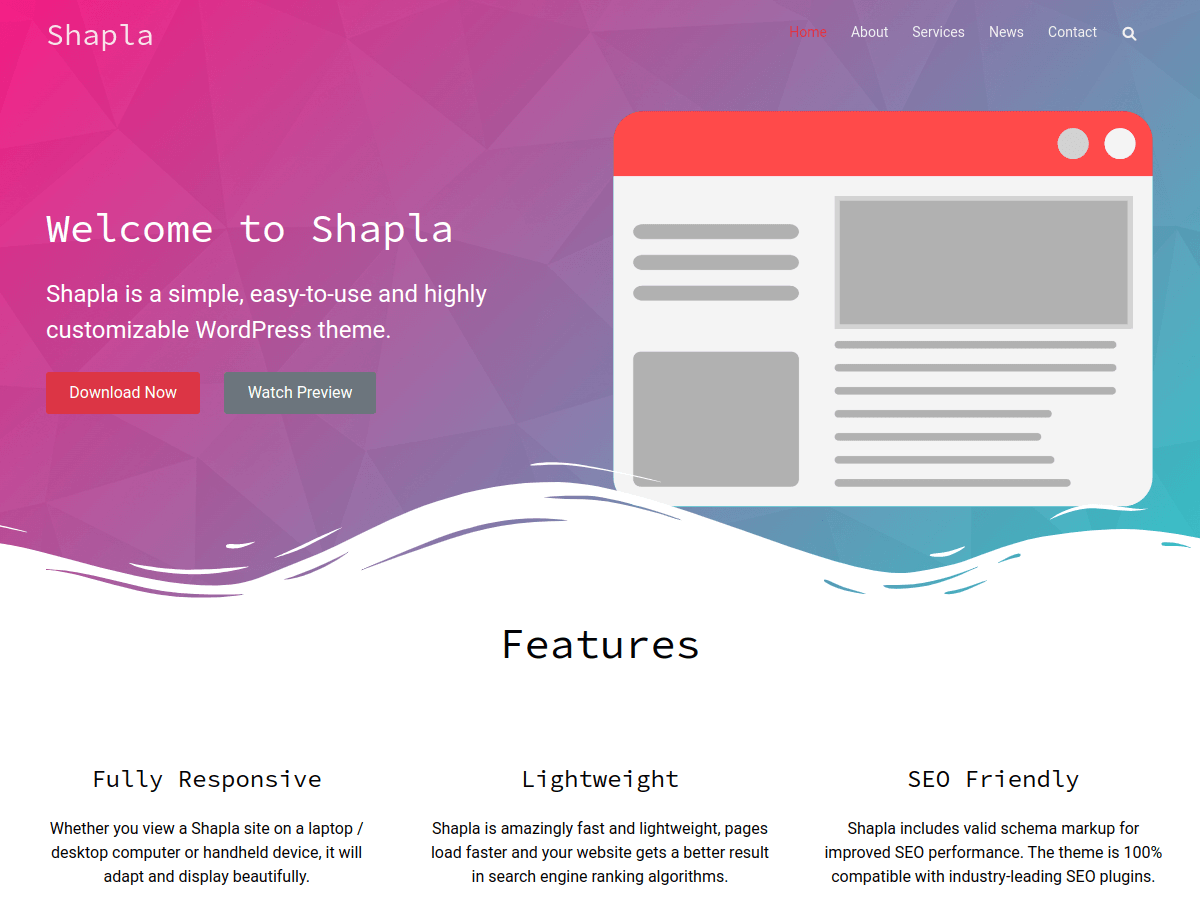 Shapla
Home About Services News Contact
Welcome to Shapla
Shapla is a simple, easy-to-use and highly
customizable WordPress theme.
Download Now Watch Preview
Features
Fully Responsive
Whether you view a Shapla site on a laptop /
desktop computer or handheld device, it will
adapt and display beautifully.
Lightweight
Shapla is amazingly fast and lightweight, pages
load faster and your website gets a better result
in search engine ranking algorithms.
SEO Friendly
Shapla includes valid schema markup for
improved SEO performance. The theme is 100%
compatible with industry-leading SEO plugins.